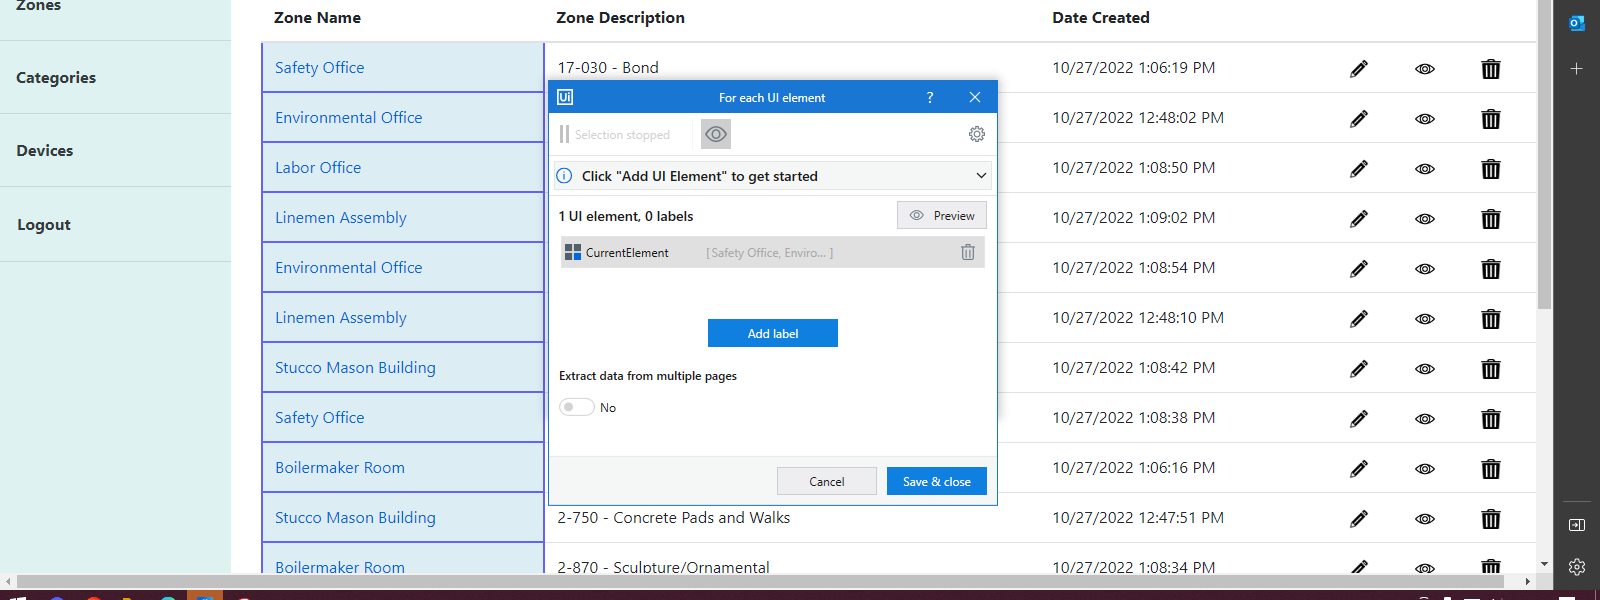 Zones
Categories
Devices
Logout
Zone Name Zone Description Date Created
Safety Office 17-030 - Bond 10/27/2022 1:06:19 PM
Environmental Office 10/27/2022 12:48:02 PM
Labor Office 10/27/2022 1:08:50 PM
Linemen Assembly 10/27/2022 1:09:02 PM
Environmental Office 10/27/2022 1:08:54 PM
Linemen Assembly 10/27/2022 12:48:10 PM
Stucco Mason Building 10/27/2022 1:08:42 PM
Safety Office 10/27/2022 1:08:38 PM
Boilermaker Room 10/27/2022 1:06:16 PM
Stucco Mason Building 2-750 - Concrete Pads and Walks 10/27/2022 12:47:51 PM
Boilermaker Room 2-870 - Sculpture/Ornamental 10/27/2022 1:08:34 PM
Ui For each UI element ?
Selection stopped
Click "Add UI Element" to get started
1 UI element, 0 labels Preview
CurrentElement [ Safety Office, Enviro... ]
Add label
Extract data from multiple pages
No
Cancel Save & close